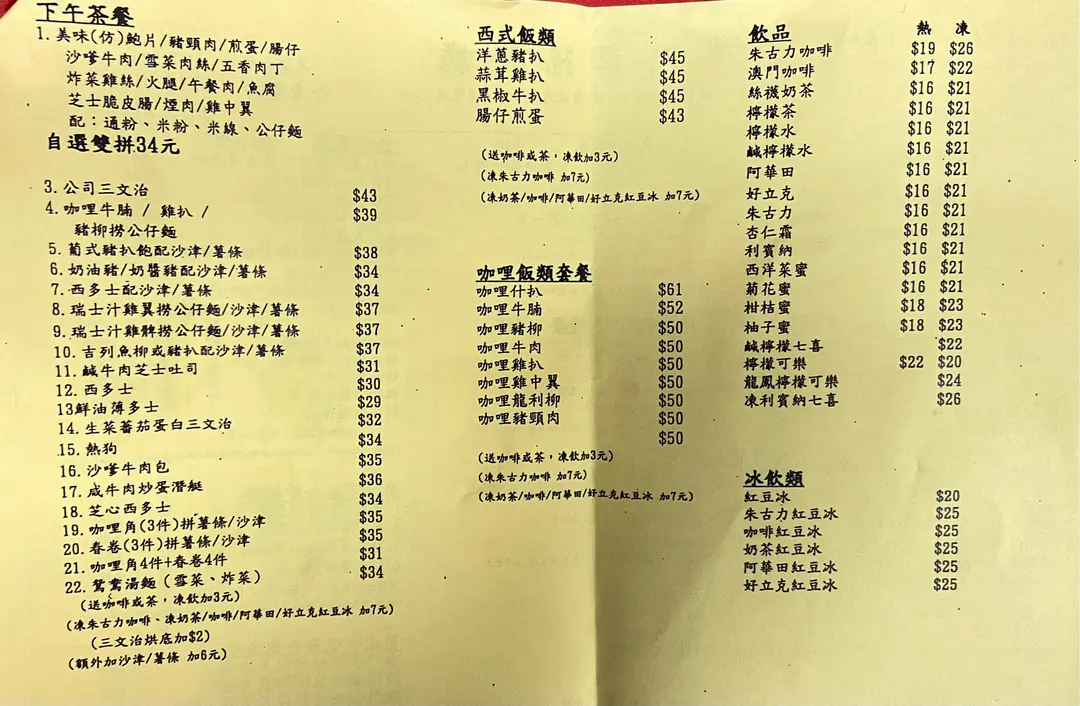 下午茶餐
1. 美味(仿)鮑片/豬頸肉/煎蛋/腸仔
沙嗲牛肉/雪菜肉絲/五香肉丁
炸菜雞絲/火腿/午餐肉/魚腐
芝士脆皮腸/煙肉/雞中翼
配：通粉、米粉、米線、公仔麵
自選雙拼34元
3. 公司三文治 $43
4. 咖哩牛腩 / 雞扒 / $39
豬柳撈公仔麵
5. 葡式豬扒飽配沙津/薯條 $38
6. 奶油豬/奶醬豬配沙津/薯條 $34
7. 西多士配沙津/薯條 $34
8. 瑞士汁雞翼撈公仔麵/沙津/薯條 $37
9. 瑞士汁雞髀撈公仔麵/沙津/薯條 $37
10. 吉列魚柳或豬扒配沙津/薯條 $37
11. 鹹牛肉芝士吐司 $31
12. 西多士 $30
13鮮油薄多士 $29
14. 生菜蕃茄蛋白三文治 $32
15. 熱狗 $34
16. 沙嗲牛肉包 $35
17. 咸牛肉炒蛋潛艇 $36
18. 芝心西多士 $34
19. 咖哩角(3件)拼薯條/沙津 $35
20. 春卷(3件)拼薯條/沙津 $35
21. 咖哩角4件+春卷4件 $31
22. 鴛鴦湯麵（雪菜、炸菜） $34
(送咖啡或茶，凍飲加3元)
(凍朱古力咖啡、凍奶茶/咖啡/阿華田/好立克紅豆冰 加7元)
(三文治烘底加$2)
(額外加沙津/薯條 加6元)
西式飯類
洋蔥豬扒 $45
蒜茸雞扒 $45
黑椒牛扒 $45
腸仔煎蛋 $43
(送咖啡或茶，凍飲加3元)
(凍朱古力咖啡 加7元)
(凍奶茶/咖啡/阿華田/好立克紅豆冰 加7元)
咖哩飯類套餐
咖哩什扒 $61
咖哩牛腩 $52
咖哩豬柳 $50
咖哩牛肉 $50
咖哩雞扒 $50
咖哩雞中翼 $50
咖哩龍利柳 $50
咖哩豬頸肉 $50
$50
(送咖啡或茶，凍飲加3元)
(凍朱古力咖啡 加7元)
(凍奶茶/咖啡/阿華田/好立克紅豆冰 加7元)
飲品 熱 凍
朱古力咖啡 $19 $26
澳門咖啡 $17 $22
絲襪奶茶 $16 $21
檸檬茶 $16 $21
檸檬水 $16 $21
鹹檸檬水 $16 $21
阿華田 $16 $21
好立克 $16 $21
朱古力 $16 $21
杏仁霜 $16 $21
利賓納 $16 $21
西洋菜蜜 $16 $21
菊花蜜 $16 $21
柑桔蜜 $18 $23
柚子蜜 $18 $23
鹹檸檬七喜 $22
檸檬可樂 $22 $20
龍鳳檸檬可樂 $24
凍利賓納七喜 $26
冰飲類
紅豆冰 $20
朱古力紅豆冰 $25
咖啡紅豆冰 $25
奶茶紅豆冰 $25
阿華田紅豆冰 $25
好立克紅豆冰 $25